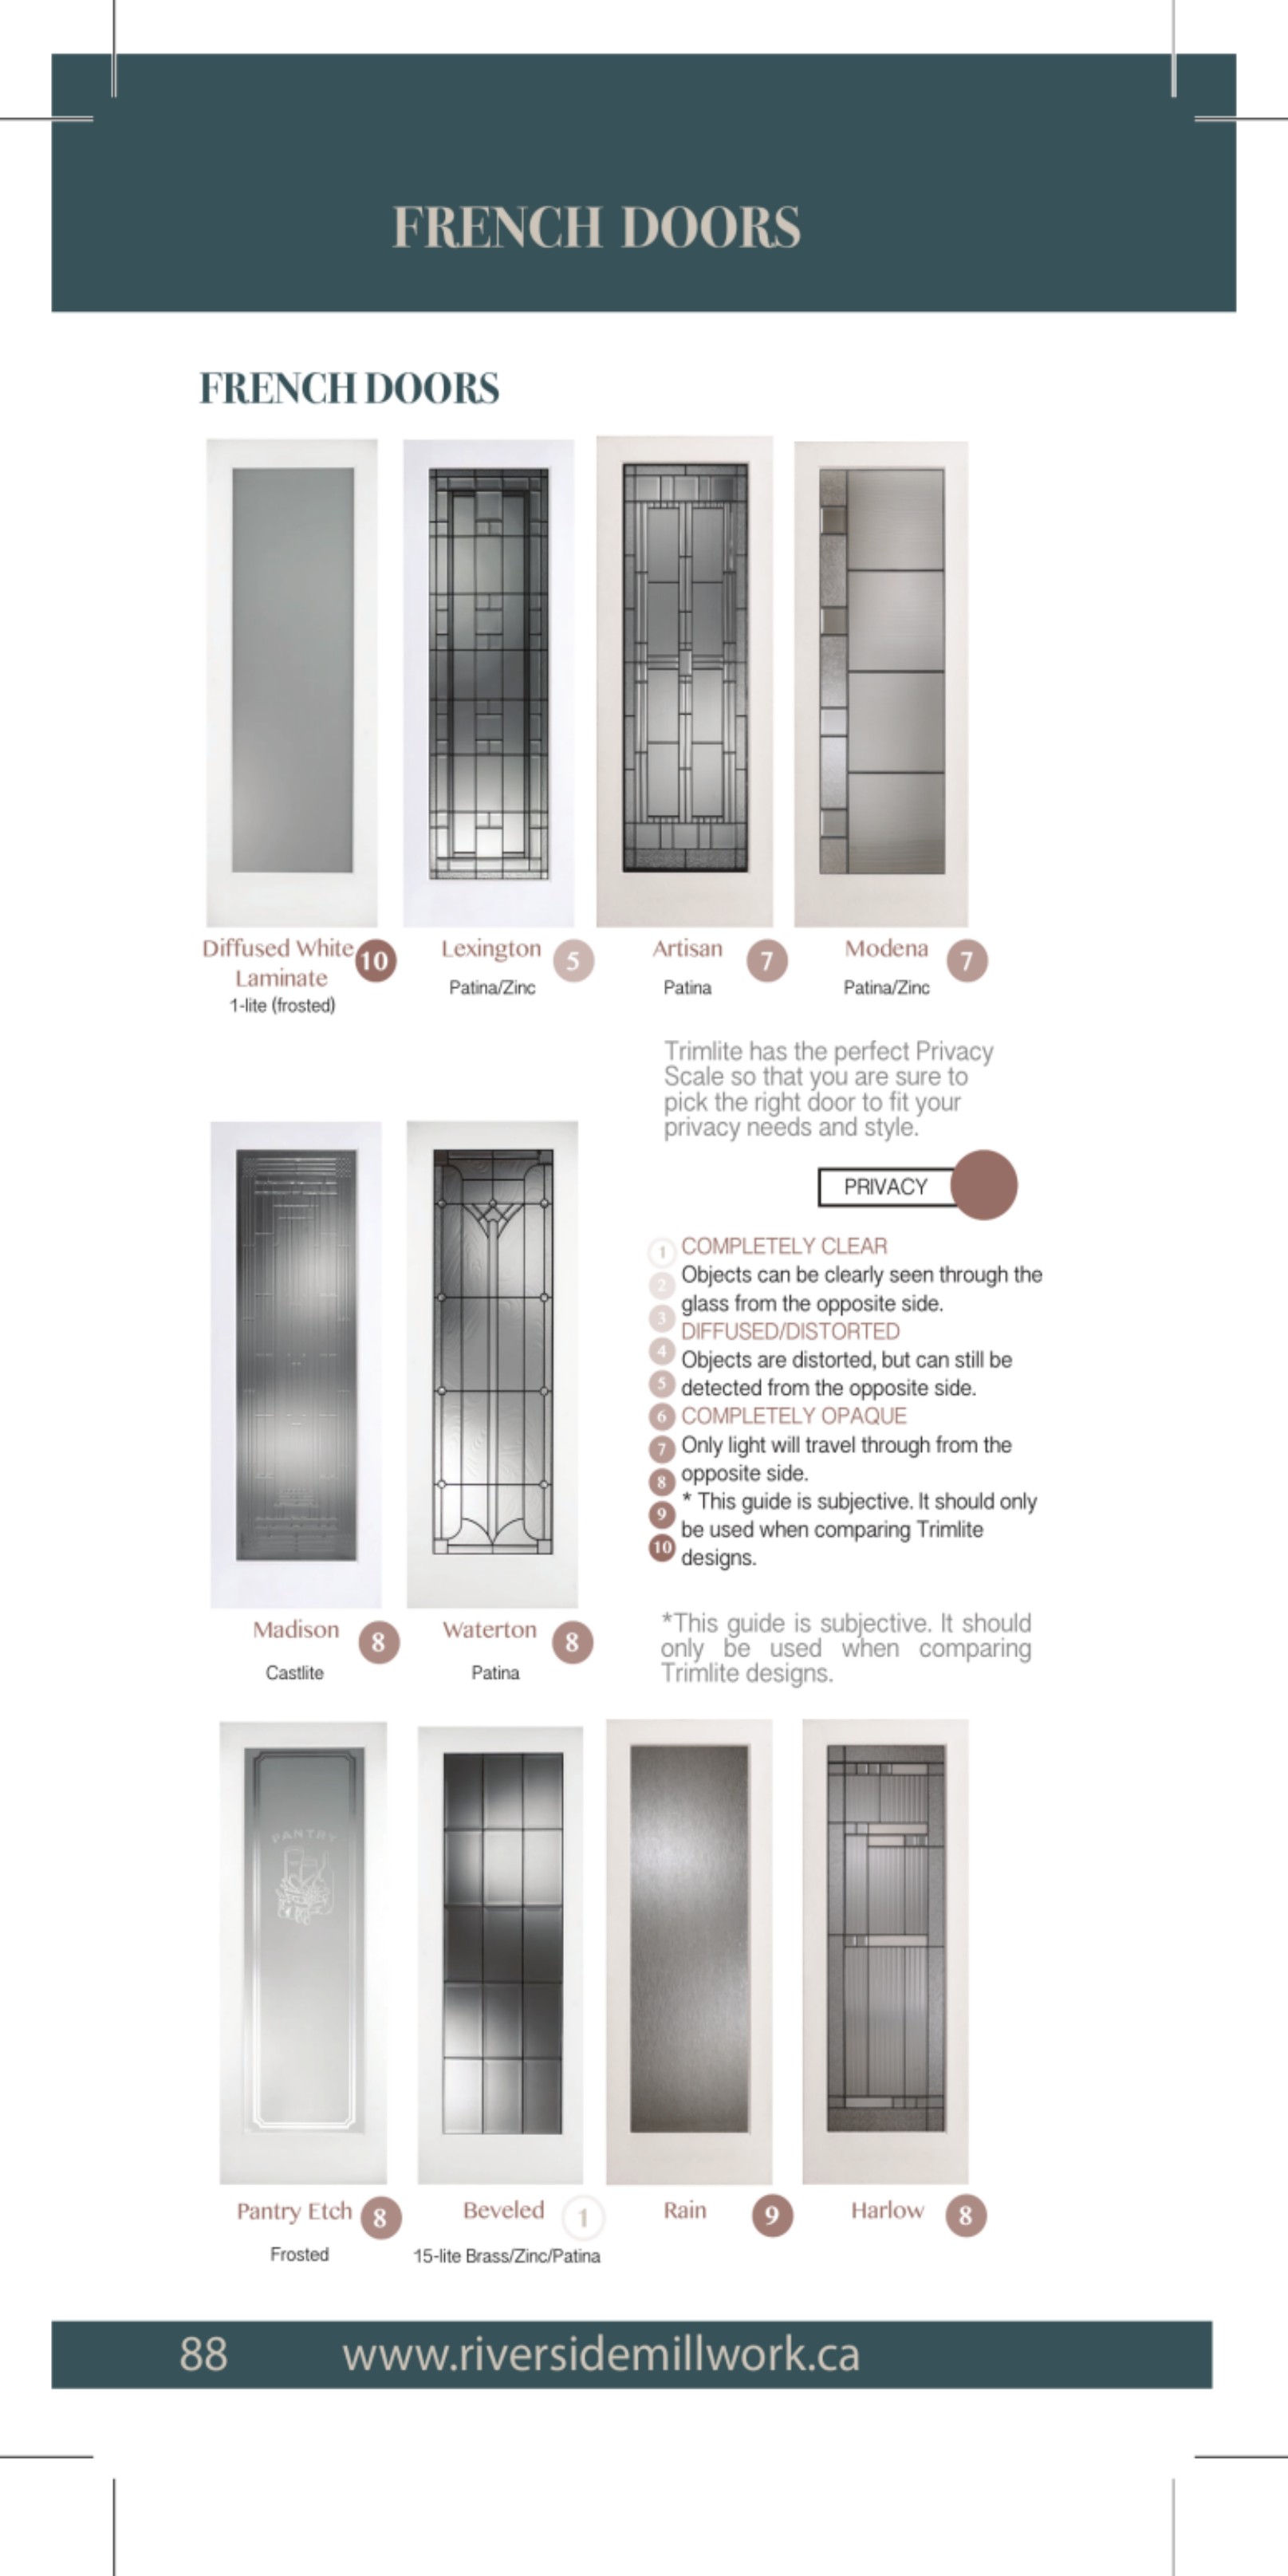 FRENCH DOORS
FRENCH DOORS
Diffused White
Laminate
10
1-lite (frosted)
Lexington
5
Patina/Zinc
Artisan
7
Patina
Modena
7
Patina/Zinc
Trimlite has the perfect Privacy
Scale so that you are sure to
pick the right door to fit your
privacy needs and style.
PRIVACY
1 COMPLETELY CLEAR
2 Objects can be clearly seen through the
glass from the opposite side.
3 DIFFUSED/DISTORTED
4 Objects are distorted, but can still be
5 detected from the opposite side.
6 COMPLETELY OPAQUE
7 Only light will travel through from the
8 opposite side.
9 * This guide is subjective. It should only
be used when comparing Trimlite
10 designs.
*This guide is subjective. It should
only be used when comparing
Trimlite designs.
Madison
8
Castlite
Waterton
8
Patina
PANTRY
Pantry Etch
8
Frosted
Beveled
1
15-lite Brass/Zinc/Patina
Rain
9
Harlow
8
88
www.riversidemillwork.ca